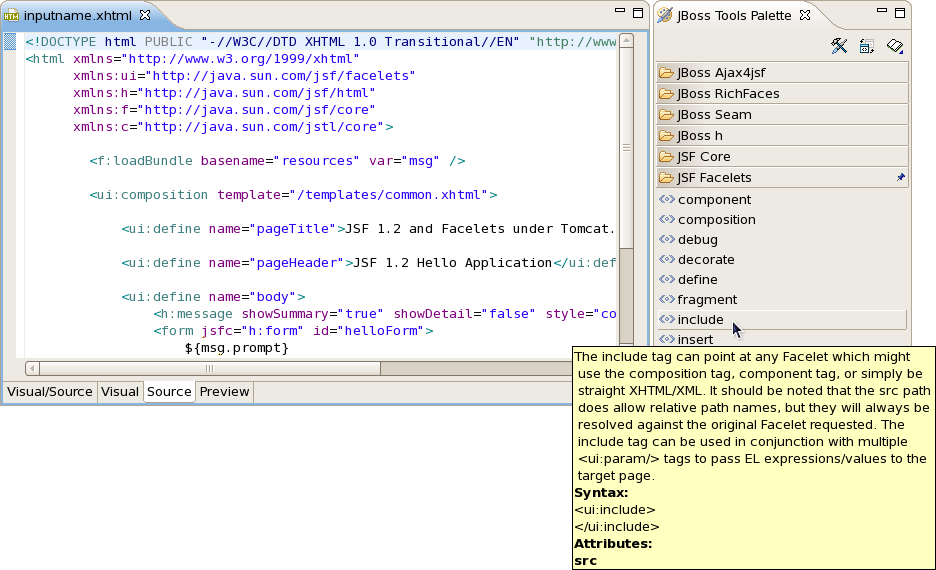 inputname.xhtml
<!DOCTYPE html PUBLIC "-//W3C//DTD XHTML 1.0 Transitional//EN" "http://www
<html xmlns="http://www.w3.org/1999/xhtml"
xmlns:ui="http://java.sun.com/jsf/facelets"
xmlns:h="http://java.sun.com/jsf/html"
xmlns:f="http://java.sun.com/jsf/core"
xmlns:c="http://java.sun.com/jstl/core">
<f:loadBundle basename="resources" var="msg" />
<ui:composition template="/templates/common.xhtml">
<ui:define name="pageTitle">JSF 1.2 and Facelets under Tomcat.
<ui:define name="pageHeader">JSF 1.2 Hello Application</ui:def
<ui:define name="body">
<h:message showSummary="true" showDetail="false" style="co
<form jsfc="h:form" id="helloForm">
${msg.prompt}
Visual/Source
Visual
Source
Preview
JBoss Tools Palette
JBoss Ajax4jsf
JBoss RichFaces
JBoss Seam
JBoss h
JSF Core
JSF Facelets
component
composition
debug
decorate
define
fragment
include
insert
The include tag can point at any Facelet which might
use the composition tag, component tag, or simply be
straight XHTML/XML. It should be noted that the src path
does allow relative path names, but they will always be
resolved against the original Facelet requested. The
include tag can be used in conjunction with multiple
<ui:param/> tags to pass EL expressions/values to the
target page.
Syntax:
<ui:include>
</ui:include>
Attributes:
src